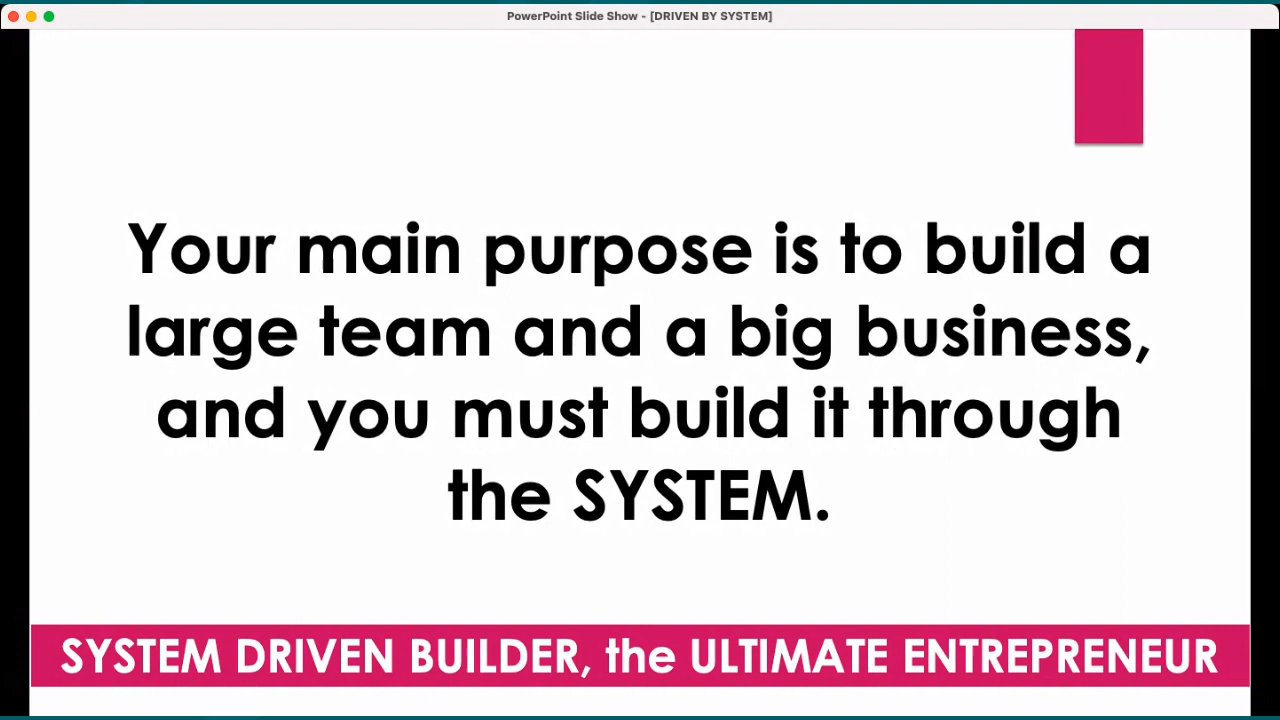 PowerPoint Slide Show - [DRIVEN BY SYSTEM]
Your main purpose is to build a
large team and a big business,
and you must build it through
the SYSTEM.
SYSTEM DRIVEN BUILDER, the ULTIMATE ENTREPRENEUR